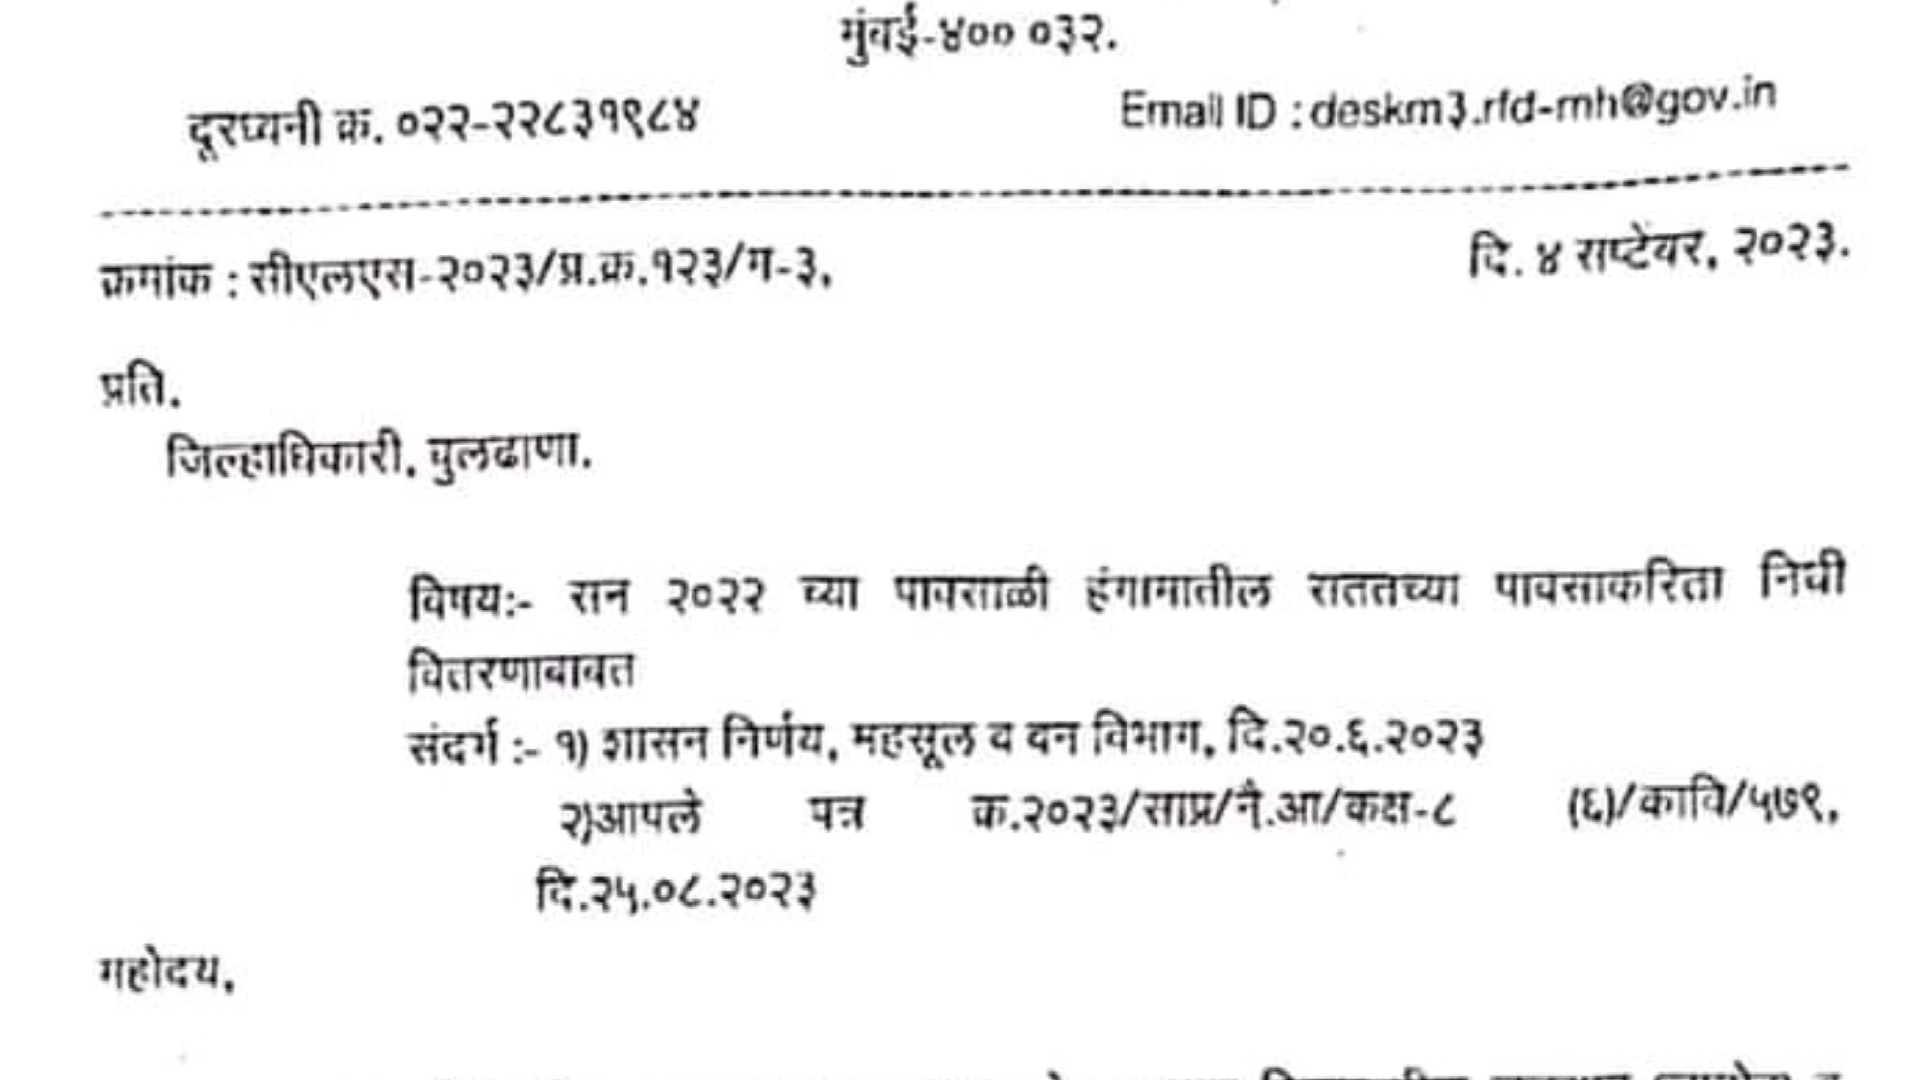 मुंबई-४०० ०३२.
दूरध्वनी क्र. ०२२-२२८३१९८४
Email ID : deskm3.rfd-mh@gov.in
क्रमांक : सीएलएस-२०२३/प्र.क्र.१२३/म-३,
दि. ४ सप्टेंबर, २०२३.
प्रति.
जिल्हाधिकारी, बुलढाणा.
विषय:- सन २०२२ च्या पावसाळी हंगामातील सततच्या पावसाकरिता निधी
वितरणाबाबत
संदर्भ :- १) शासन निर्णय, महसूल व वन विभाग, दि.२०.६.२०२३
२)आपले पत्र क.२०२३/साप्र/नै.आ/कक्ष-८ (६)/कावि/५७९,
दि.२५.०८.२०२३
महोदय,